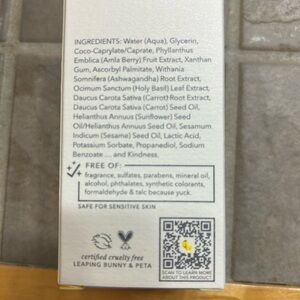 INGREDIENTS: Water (Aqua), Glycerin,
Coco-Caprylate/Caprate, Phyllanthus
Emblica (Amla Berry) Fruit Extract, Xanthan
Gum, Ascorbyl Palmitate, Withania
Somnifera (Ashwagandha) Root Extract,
Ocimum Sanctum (Holy Basil) Leaf Extract,
Daucus Carota Sativa (Carrot) Root Extract,
Daucus Carota Sativa (Carrot) Seed Oil,
Helianthus Annuus (Sunflower) Seed
Oil/Helianthus Annuus Seed Oil, Sesamum
Indicum (Sesame) Seed Oil, Lactic Acid,
Potassium Sorbate, Propanediol, Sodium
Benzoate ... and Kindness.
FREE OF:
fragrance, sulfates, parabens, mineral oil,
alcohol, phthalates, synthetic colorants,
formaldehyde & talc because yuck.
SAFE FOR SENSITIVE SKIN
certified cruelty free
LEAPING BUNNY & PETA
SCAN TO LEARN MORE
ABOUT THIS PRODUCT